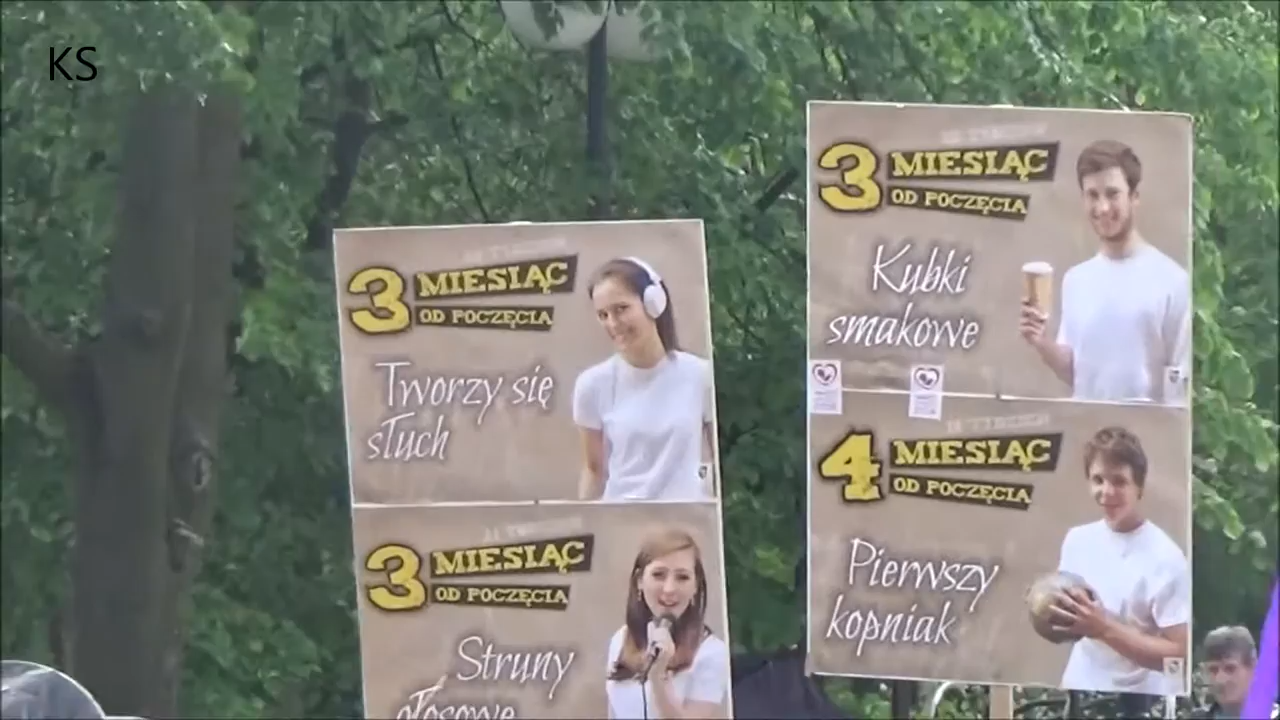 KS
3 MIESIĄC
OD POCZĘCIA
Tworzy się
słuch
3 MIESIĄC
OD POCZĘCIA
Struny
głosowe
3 MIESIĄC
OD POCZĘCIA
Kubki
smakowe
4 MIESIĄC
OD POCZĘCIA
Pierwszy
kopniak